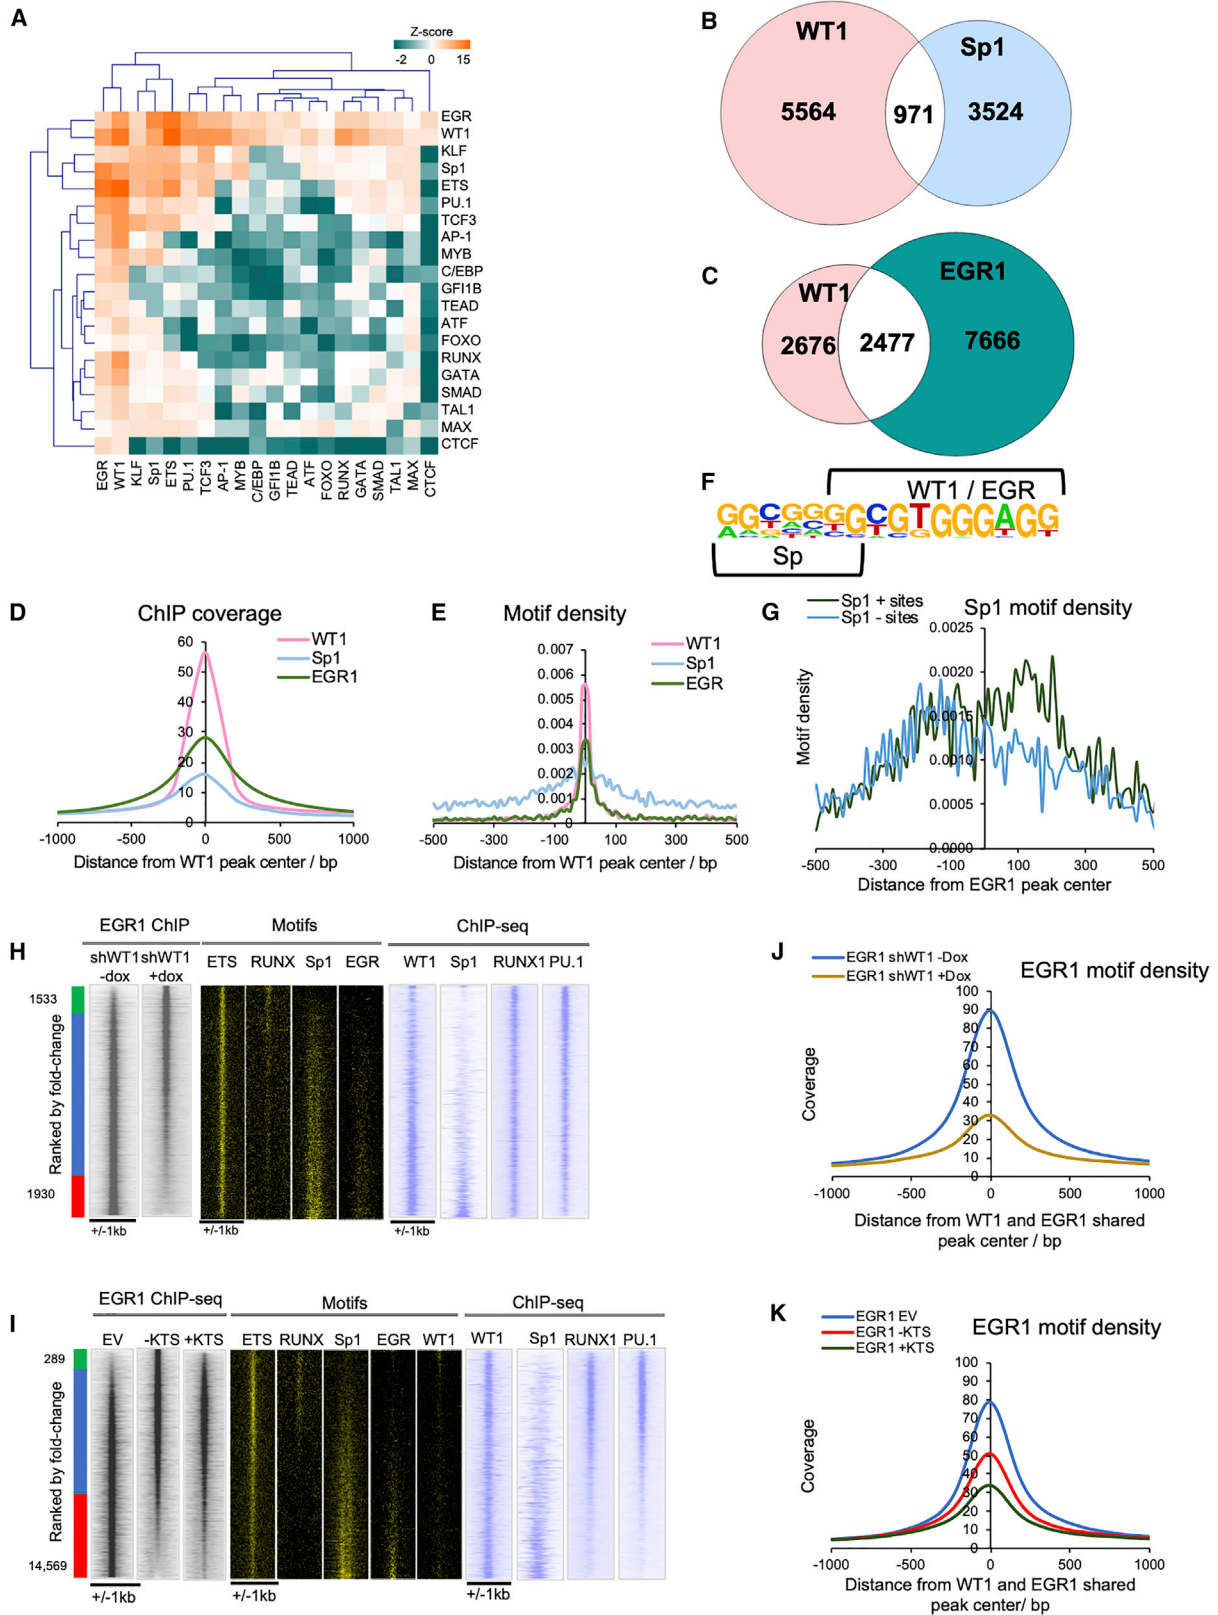 A
Z-score
-2 0 15
EGR
WT1
KLF
Sp1
ETS
PU.1
TCF3
AP-1
MYB
C/EBP
GFI1B
TEAD
ATF
FOXO
RUNX
GATA
SMAD
TAL1
MAX
CTCF
EGR
WT1
KLF
Sp1
ETS
PU.1
TCF3
AP-1
MYB
C/EBP
GFI1B
TEAD
ATF
FOXO
RUNX
GATA
SMAD
TAL1
MAX
CTCF
B
WT1
Sp1
5564
971
3524
C
WT1
EGR1
2676
2477
7666
F
WT1 / EGR
Sp
D
ChIP coverage
WT1
Sp1
EGR1
60
50
40
30
20
10
0
-1000 -500 0 500 1000
Distance from WT1 peak center / bp
E
Motif density
WT1
Sp1
EGR
0.007
0.006
0.005
0.004
0.003
0.002
0.001
0
-500 -300 -100 100 300 500
Distance from WT1 peak center / bp
G
Sp1 + sites
Sp1 - sites
Sp1 motif density
Motif density
0.0025
0.0020
0.0015
0.0010
0.0005
0.0000
-500 -300 -100 100 300 500
Distance from EGR1 peak center
H
EGR1 ChIP
Motifs
ChIP-seq
shWT1 shWT1
-dox +dox
ETS RUNX Sp1 EGR
WT1 Sp1 RUNX1 PU.1
1533
Ranked by fold-change
1930
+/-1kb
+/-1kb
+/-1kb
J
EGR1 shWT1 -Dox
EGR1 shWT1 +Dox
EGR1 motif density
Coverage
100
90
80
70
60
50
40
30
20
10
0
-1000 -500 0 500 1000
Distance from WT1 and EGR1 shared
peak center / bp
I
EGR1 ChIP-seq
Motifs
ChIP-seq
EV -KTS +KTS
ETS RUNX Sp1 EGR WT1
WT1 Sp1 RUNX1 PU.1
289
Ranked by fold-change
14,569
+/-1kb
+/-1kb
+/-1kb
K
EGR1 EV
EGR1 -KTS
EGR1 +KTS
EGR1 motif density
Coverage
100
90
80
70
60
50
40
30
20
10
0
-1000 -500 0 500 1000
Distance from WT1 and EGR1 shared
peak center/ bp